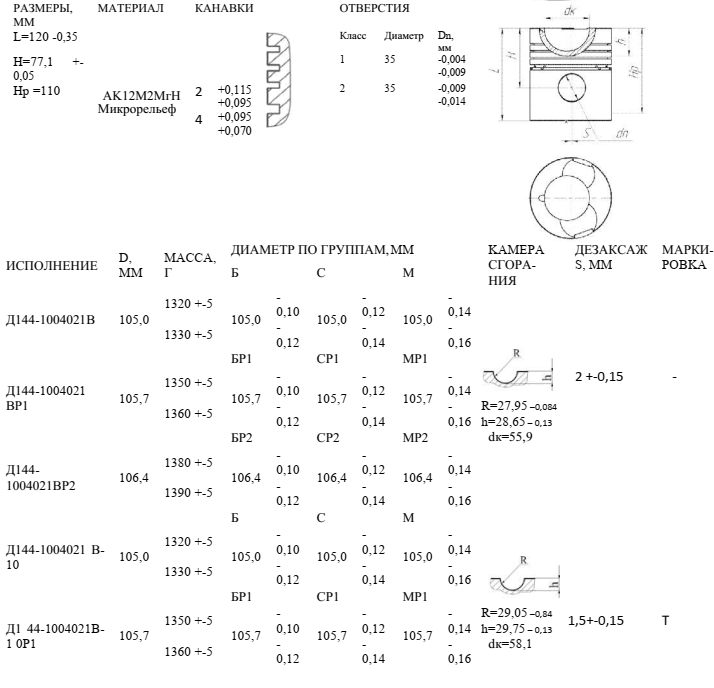 РАЗМЕРЫ, МАТЕРИАЛ КАНАВКИ ОТВЕРСТИЯ
ММ
L=120 -0,35
Класс Диаметр Dп, мм
H=77,1 +-
0,05
1 35 -0,004
-0,009
Нр =110
АК12М2МгН
Микрорельеф
2 +0,115
+0,095
4 +0,095
+0,070
2 35 -0,009
-0,014
dк
L
H
h
Нр
S dп
ИСПОЛНЕНИЕ D, ММ МАССА, Г ДИАМЕТР ПО ГРУППАМ, ММ КАМЕРА СГОРА-НИЯ ДЕЗАКСАЖ S, ММ МАРКИ-РОВКА
Б С М
Д144-1004021В 105,0 1320 +-5 1330 +-5 105,0 -0,10 -0,12 105,0 -0,12 -0,14 105,0 -0,14 -0,16
БР1 СР1 МР1
Д144-1004021 ВР1 105,7 1350 +-5 1360 +-5 105,7 -0,10 -0,12 105,7 -0,12 -0,14 105,7 -0,14 -0,16
R
h
R=27,95 –0,084
h=28,65 – 0,13
dк=55,9
2 +-0,15 -
БР2 СР2 МР2
Д144-1004021ВР2 106,4 1380 +-5 1390 +-5 106,4 -0,10 -0,12 106,4 -0,12 -0,14 106,4 -0,14 -0,16
Б С М
Д144-1004021 В-10 105,0 1320 +-5 1330 +-5 105,0 -0,10 -0,12 105,0 -0,12 -0,14 105,0 -0,14 -0,16
БР1 СР1 МР1
Д1 44-1004021В-1 0Р1 105,7 1350 +-5 1360 +-5 105,7 -0,10 -0,12 105,7 -0,12 -0,14 105,7 -0,14 -0,16
R
h
R=29,05 –0,84
h=29,75 – 0,13
dк=58,1
1,5+-0,15 Т